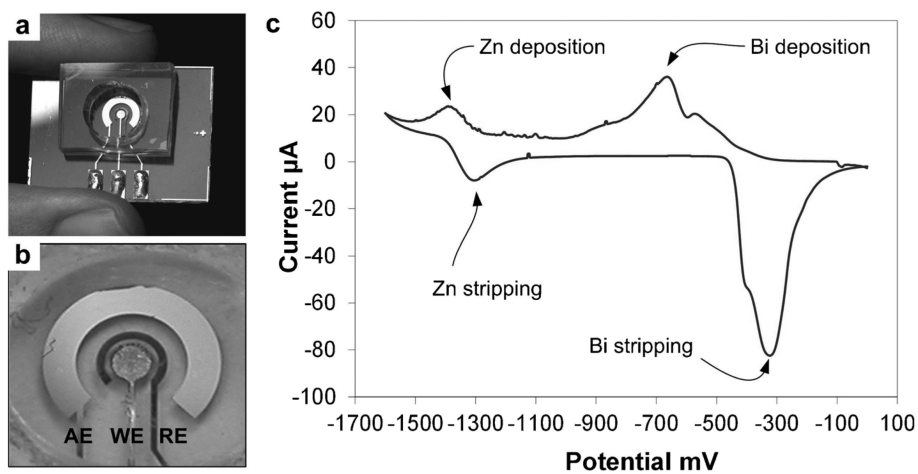 a
b
AE WE RE
c
Zn deposition
Bi deposition
Zn stripping
Bi stripping
Current µA
60
40
20
0
-20
-40
-60
-80
-100
-1700 -1500 -1300 -1100 -900 -700 -500 -300 -100 100
Potential mV